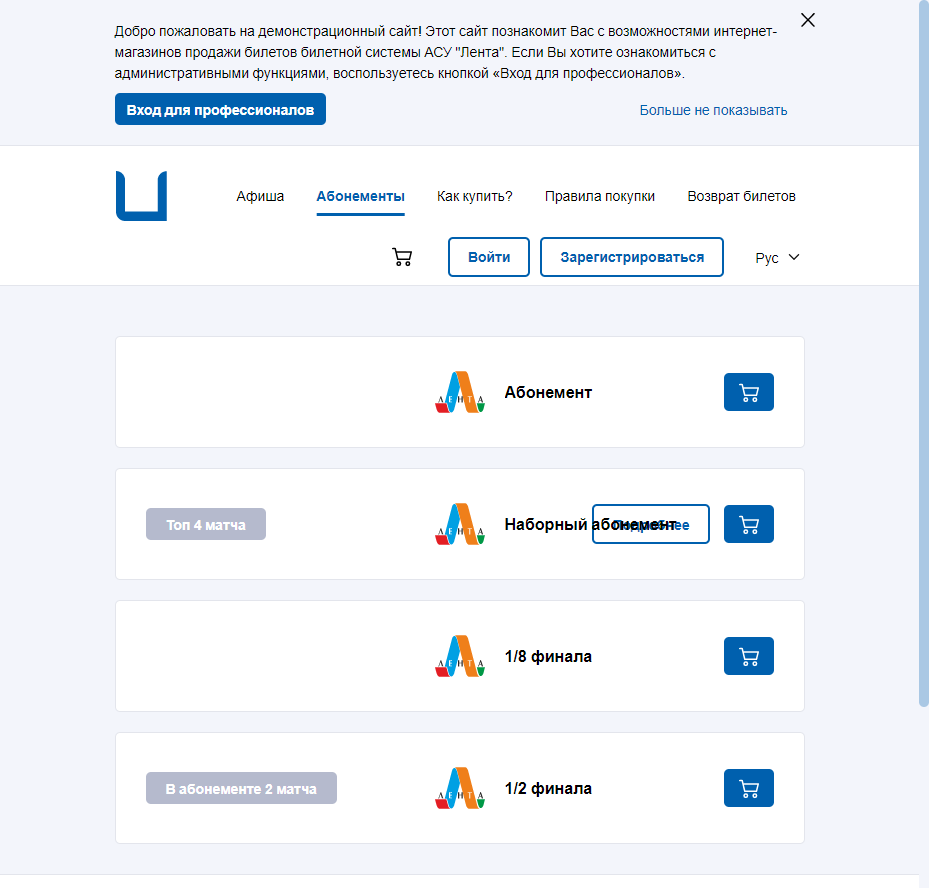 Добро пожаловать на демонстрационный сайт! Этот сайт познакомит Вас с возможностями интернет-
магазинов продажи билетов билетной системы АСУ "Лента". Если Вы хотите ознакомиться с
административными функциями, воспользуетесь кнопкой «Вход для профессионалов».
Вход для профессионалов
Больше не показывать
Афиша
Абонементы
Как купить?
Правила покупки
Возврат билетов
Войти
Зарегистрироваться
Рус
ЛЕНТА
Абонемент
Топ 4 матча
ЛЕНТА
Наборный абонемент
Подробнее
ЛЕНТА
1/8 финала
В абонементе 2 матча
ЛЕНТА
1/2 финала